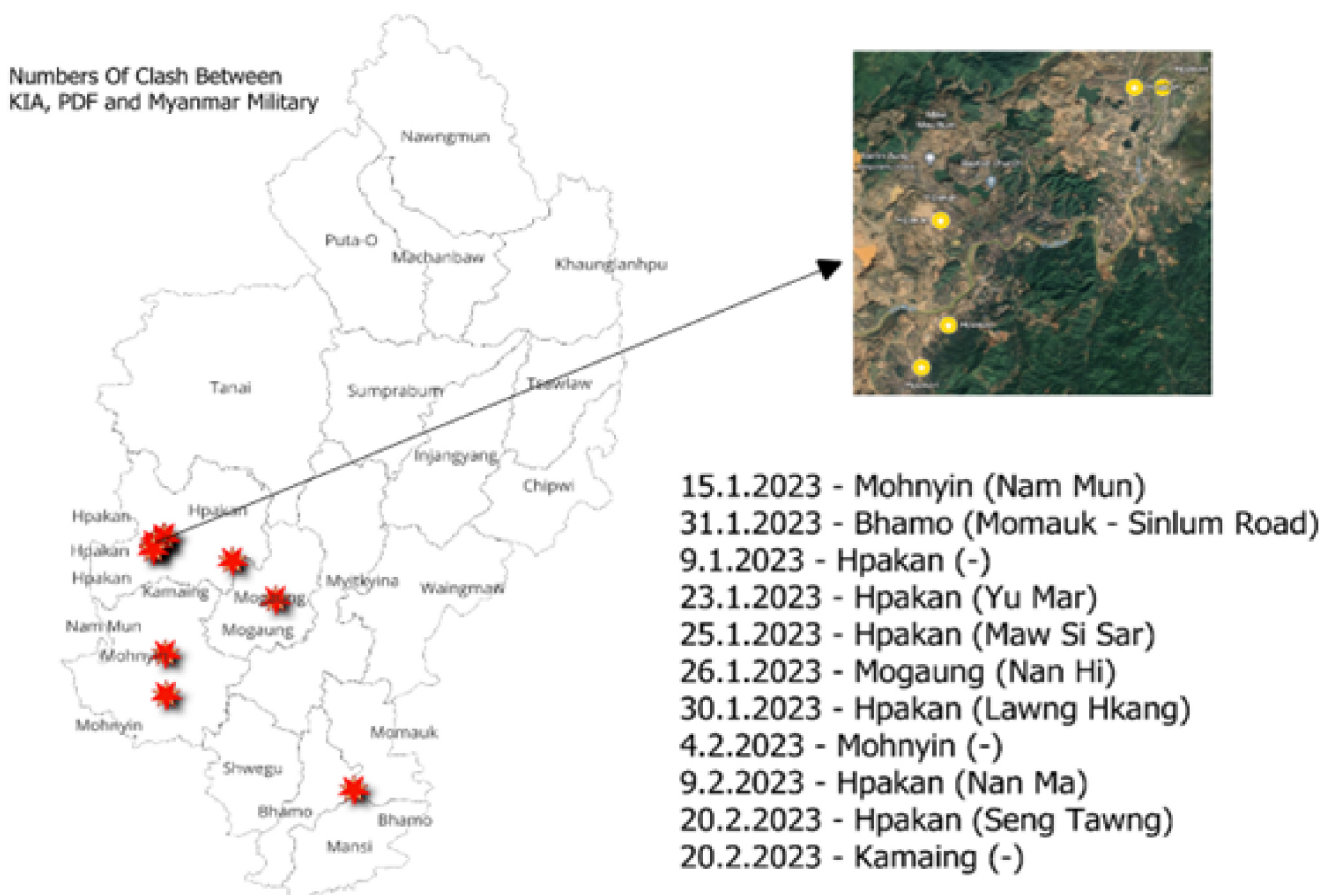 Numbers Of Clash Between
KIA, PDF and Myanmar Military
Nawngmun
Puta-O
Machanbaw
Khaunglanhpu
Tanai
Sumprabum
Tsawlaw
Injangyang
Chipwi
Hpakan
Hpakan
Hpakan
Hpakan
Kamaing
Mogaung
Mogaung
Myitkyina
Waingmaw
Nam Mun
Mohnyin
Mohnyin
Momauk
Shwegu
Bhamo
Bhamo
Mansi
15.1.2023 - Mohnyin (Nam Mun)
31.1.2023 - Bhamo (Momauk - Sinlum Road)
9.1.2023 - Hpakan (-)
23.1.2023 - Hpakan (Yu Mar)
25.1.2023 - Hpakan (Maw Si Sar)
26.1.2023 - Mogaung (Nan Hi)
30.1.2023 - Hpakan (Lawng Hkang)
4.2.2023 - Mohnyin (-)
9.2.2023 - Hpakan (Nan Ma)
20.2.2023 - Hpakan (Seng Tawng)
20.2.2023 - Kamaing (-)